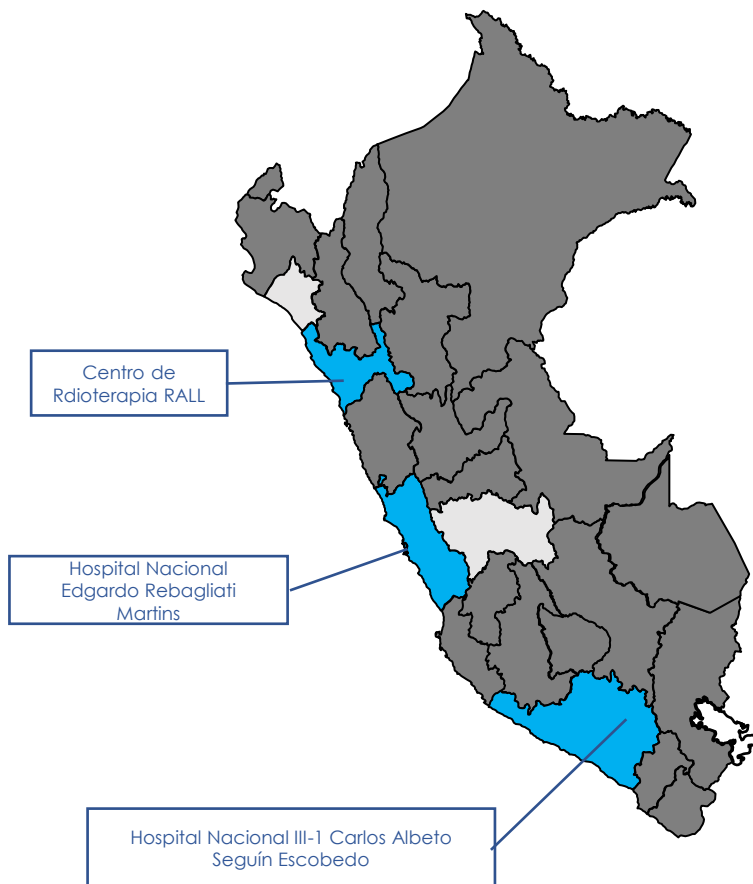 Centro de
Rdioterapia RALL
Hospital Nacional
Edgardo Rebagliati
Martins
Hospital Nacional III-1 Carlos Albeto
Seguín Escobedo